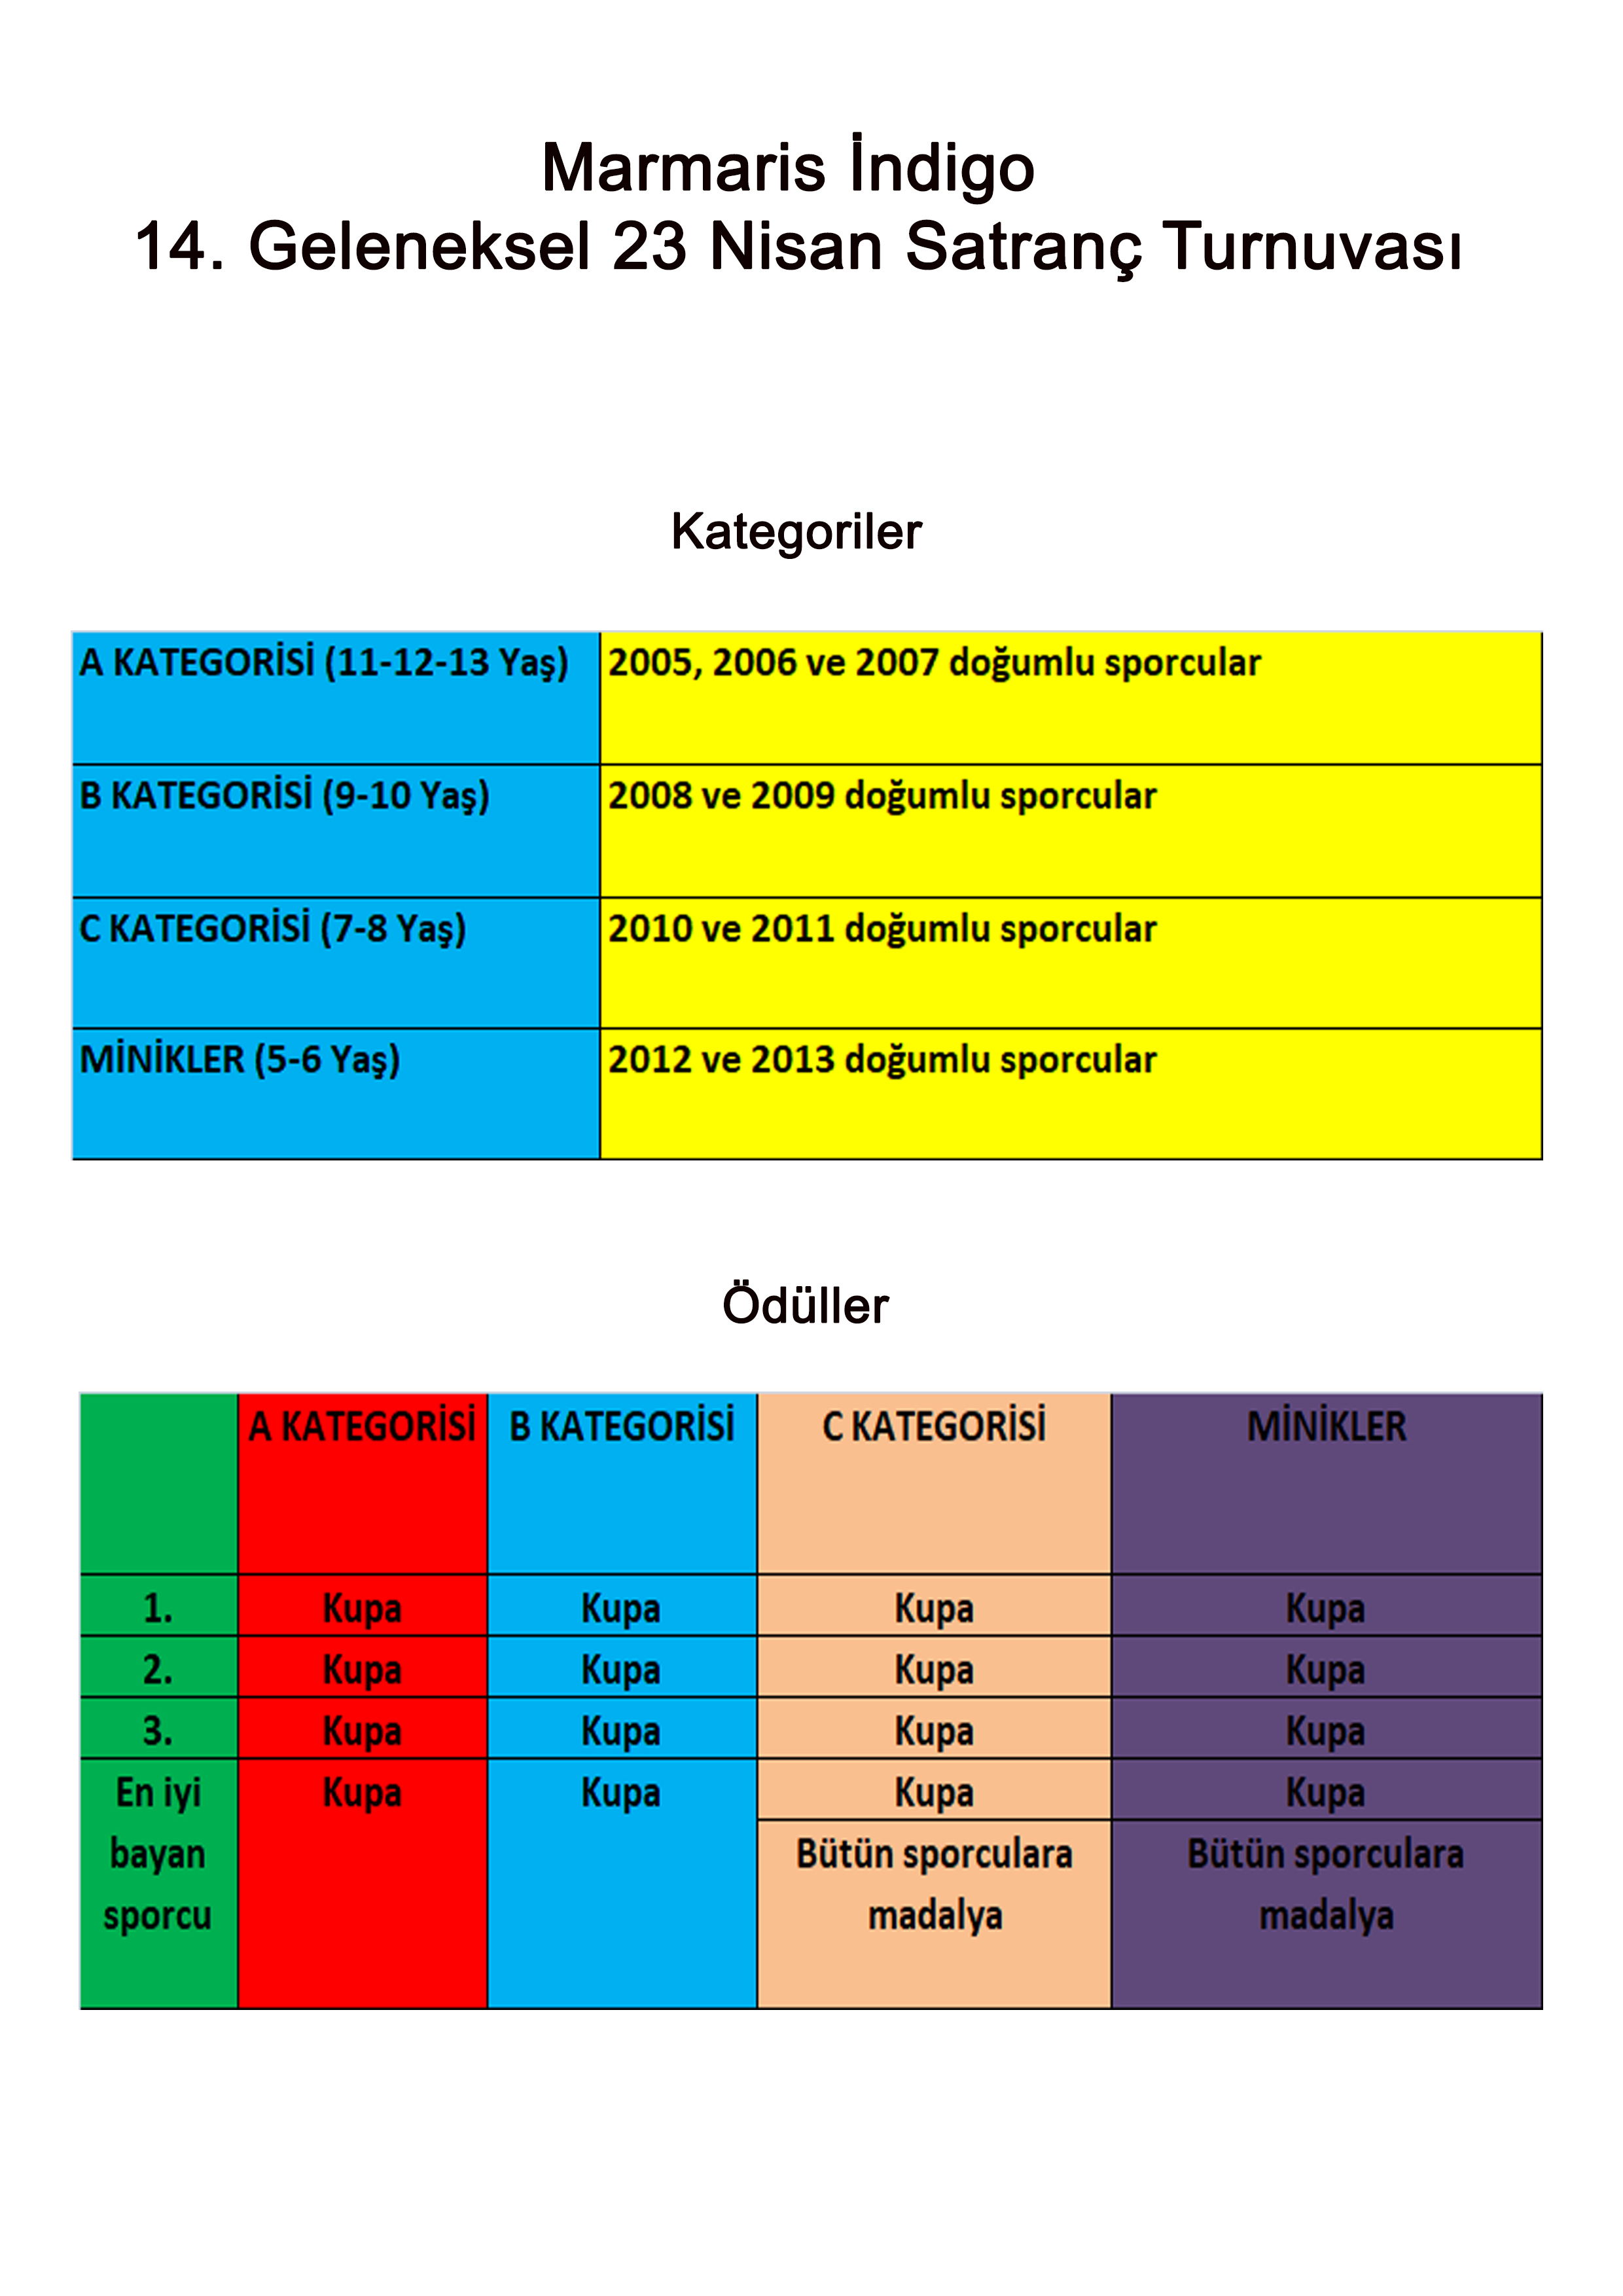 Marmaris İndigo
14. Geleneksel 23 Nisan Satranç Turnuvası
Kategoriler
A KATEGORİSİ (11-12-13 Yaş) 2005, 2006 ve 2007 doğumlu sporcular
B KATEGORİSİ (9-10 Yaş) 2008 ve 2009 doğumlu sporcular
C KATEGORİSİ (7-8 Yaş) 2010 ve 2011 doğumlu sporcular
MİNİKLER (5-6 Yaş) 2012 ve 2013 doğumlu sporcular
Ödüller
A KATEGORİSİ B KATEGORİSİ C KATEGORİSİ MİNİKLER
1. Kupa Kupa Kupa Kupa
2. Kupa Kupa Kupa Kupa
3. Kupa Kupa Kupa Kupa
En iyi Kupa Kupa Kupa Kupa
bayan Bütün sporculara Bütün sporculara
sporcu madalya madalya